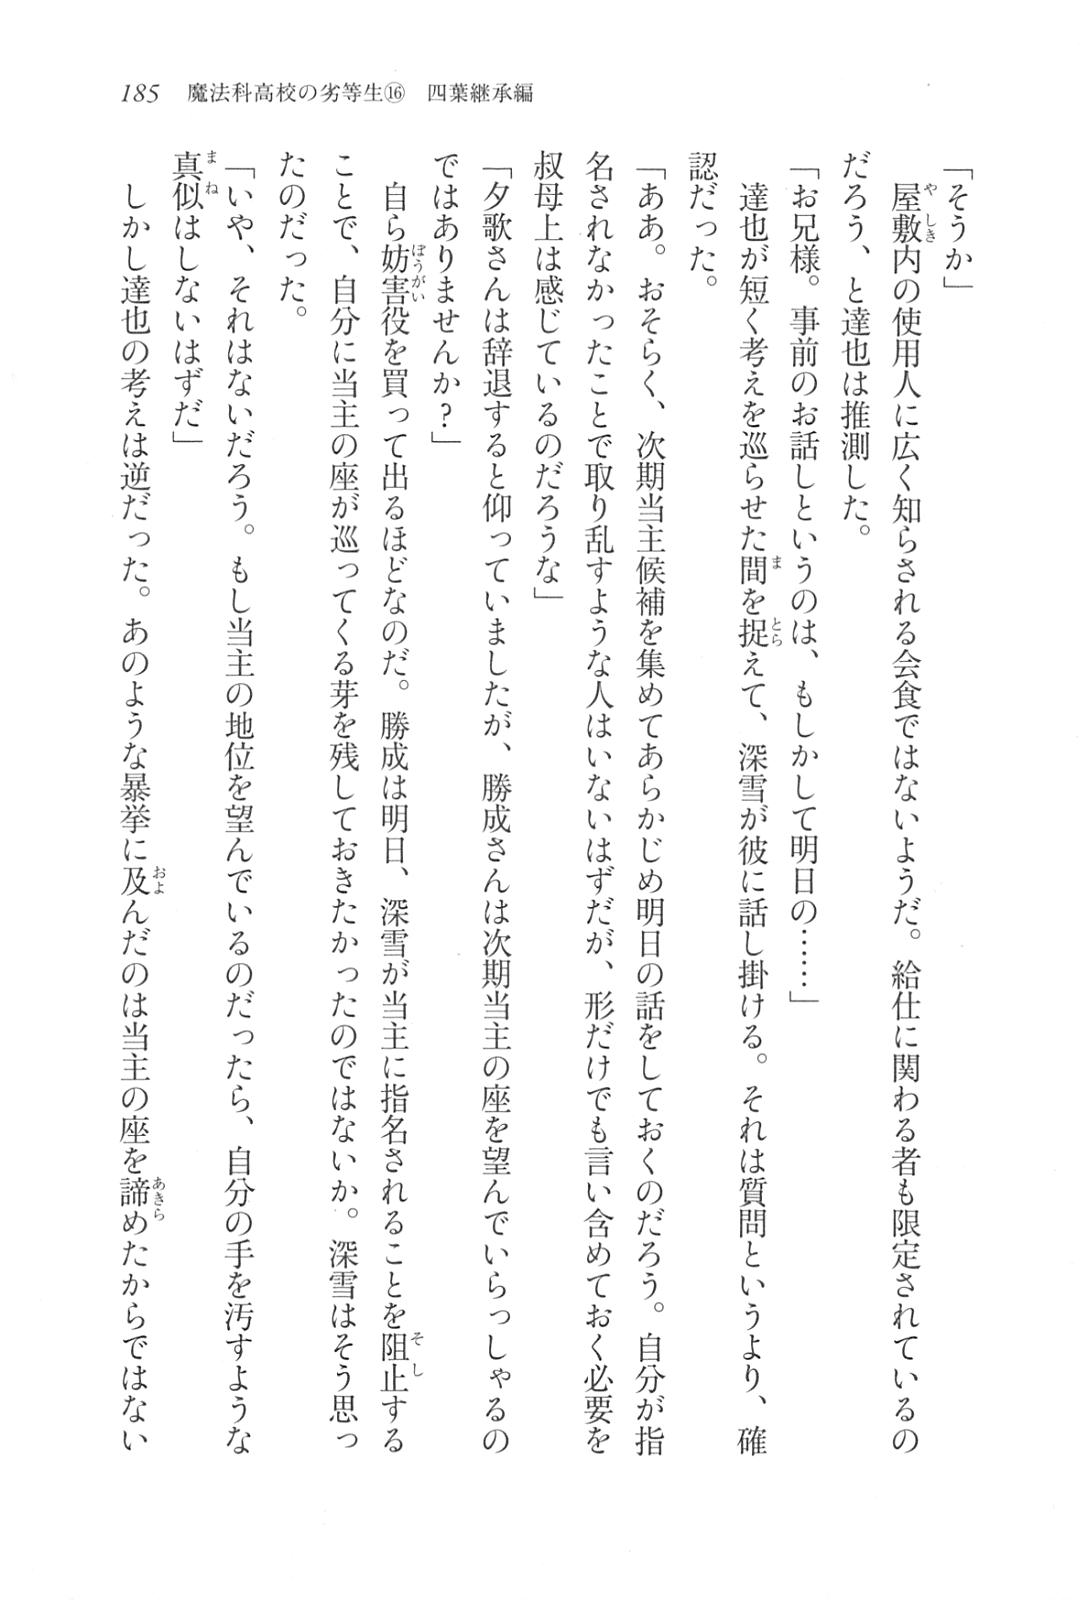 185　魔法科高校の劣等生⑯　四葉継承編
「そうか」
　屋敷内の使用人に広く知らされる会食ではないようだ。給仕に関わる者も限定されているの
だろう、と達也は推測した。
「お兄様。事前のお話しというのは、もしかして明日の……」
　達也が短く考えを巡らせた間を捉えて、深雪が彼に話し掛ける。それは質問というより、確
認だった。
「ああ。おそらく、次期当主候補を集めてあらかじめ明日の話をしておくのだろう。自分が指
名されなかったことで取り乱すような人はいないはずだが、形だけでも言い含めておく必要を
叔母上は感じているのだろうな」
「夕歌さんは辞退すると仰っていましたが、勝成さんは次期当主の座を望んでいらっしゃるの
ではありませんか？」
　自ら妨害役を買って出るほどなのだ。勝成は明日、深雪が当主に指名されることを阻止する
ことで、自分に当主の座が巡ってくる芽を残しておきたかったのではないか。深雪はそう思っ
たのだった。
「いや、それはないだろう。もし当主の地位を望んでいるのだったら、自分の手を汚すような
真似はしないはずだ」
　しかし達也の考えは逆だった。あのような暴挙に及んだのは当主の座を諦めたからではない